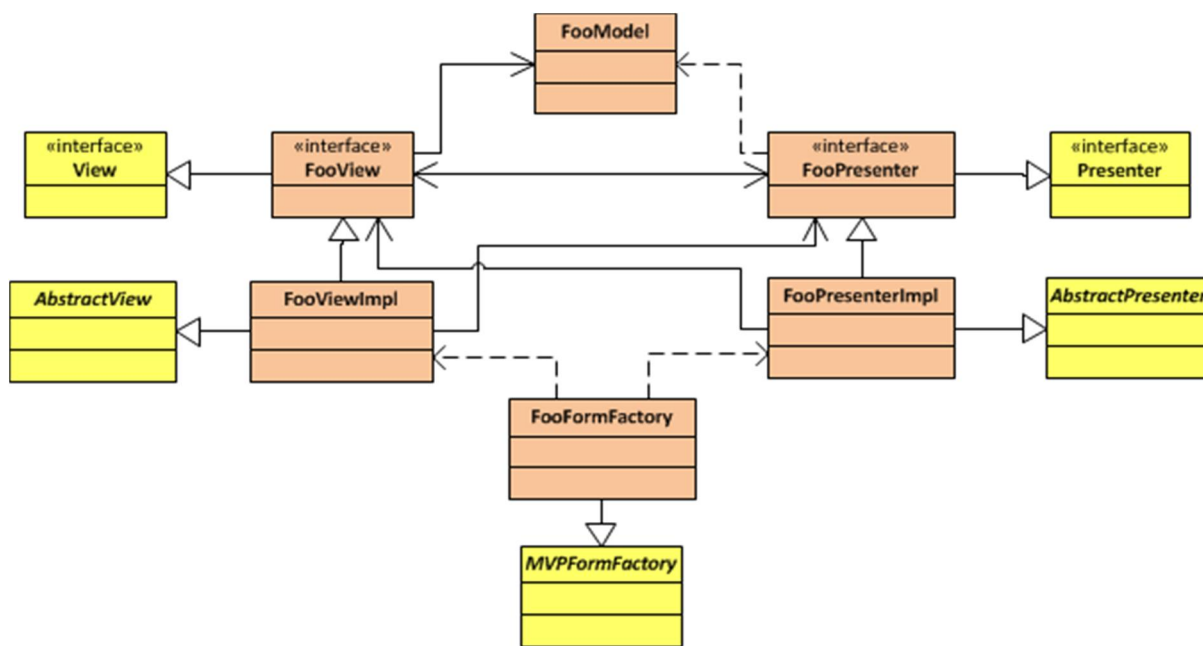 FooModel
«interface»
View
«interface»
FooView
«interface»
FooPresenter
«interface»
Presenter
AbstractView
FooViewImpl
FooPresenterImpl
AbstractPresenter
FooFormFactory
MVPFormFactory